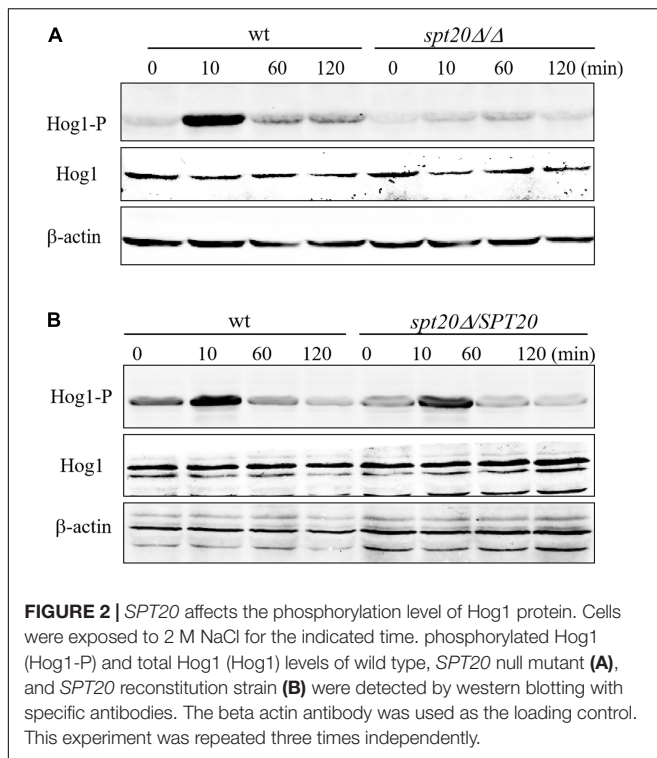 A
wt spt20Δ/Δ
0 10 60 120 0 10 60 120 (min)
Hog1-P
Hog1
β-actin
B
wt spt20Δ/SPT20
0 10 60 120 0 10 60 120 (min)
Hog1-P
Hog1
β-actin
FIGURE 2 | SPT20 affects the phosphorylation level of Hog1 protein. Cells
were exposed to 2 M NaCl for the indicated time. phosphorylated Hog1
(Hog1-P) and total Hog1 (Hog1) levels of wild type, SPT20 null mutant (A),
and SPT20 reconstitution strain (B) were detected by western blotting with
specific antibodies. The beta actin antibody was used as the loading control.
This experiment was repeated three times independently.